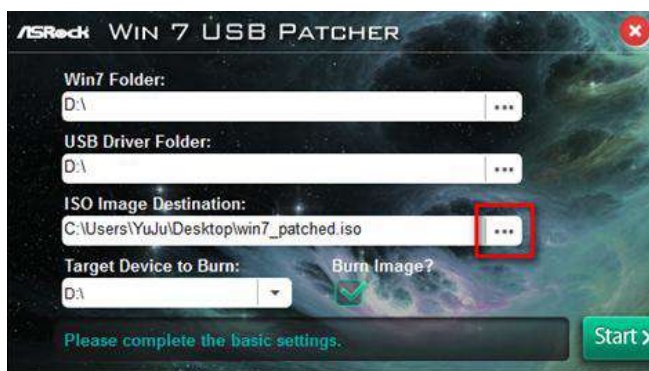 ASRock WIN 7 USB PATCHER
Win7 Folder:
D:\
...
USB Driver Folder:
D:\
...
ISO Image Destination:
C:\Users\YuJu\Desktop\win7_patched.iso
...
Target Device to Burn: Burn Image?
D:\
Please complete the basic settings.
Start >